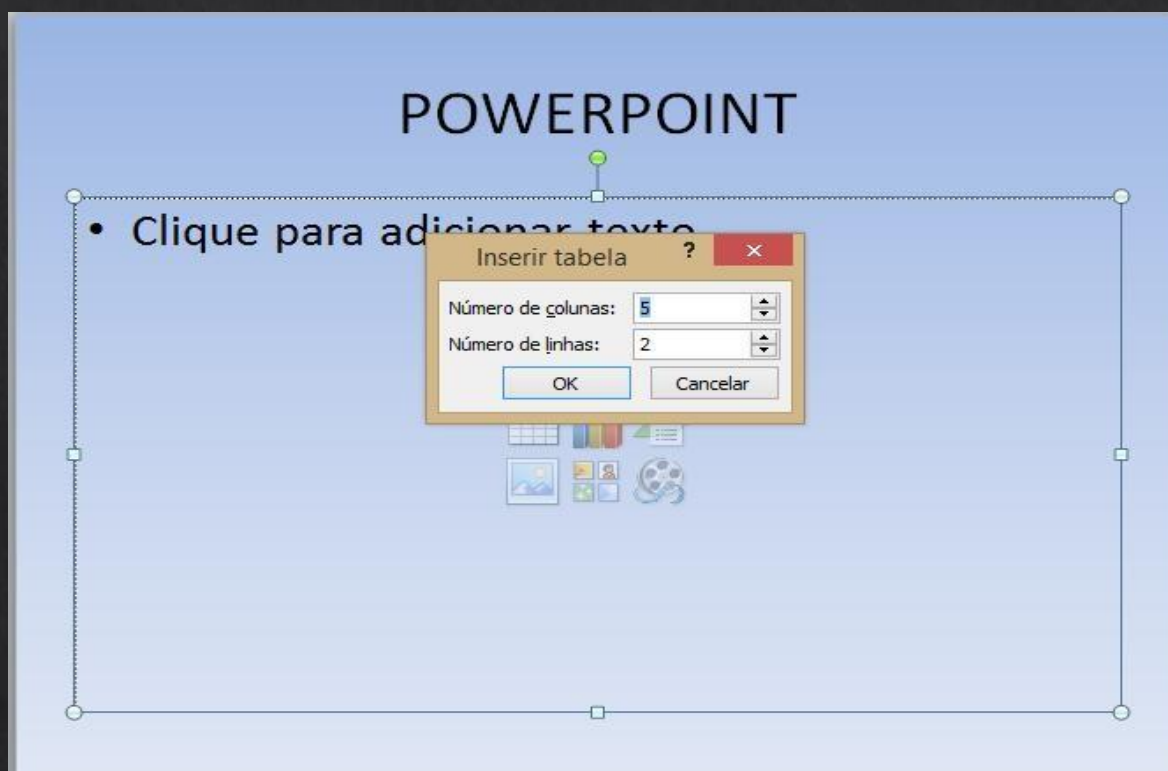 POWERPOINT
• Clique para adicionar texto
Inserir tabela ? ×
Número de colunas: 5
Número de linhas: 2
OK Cancelar